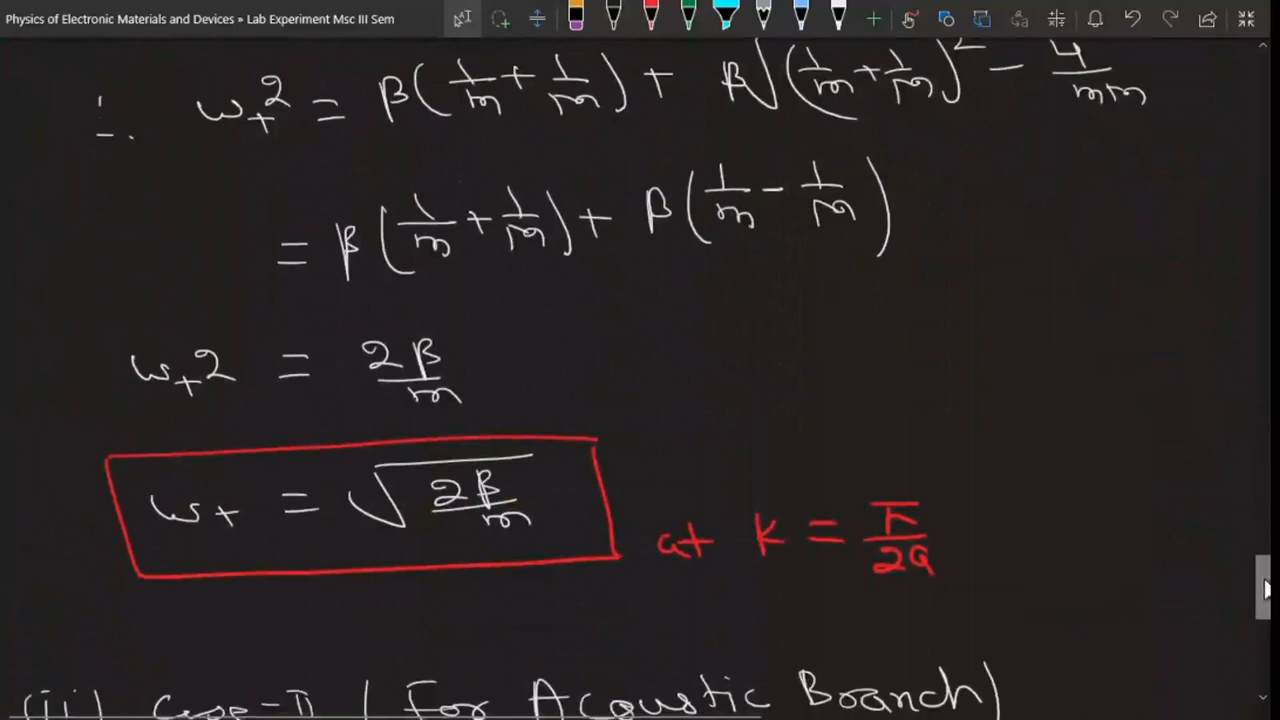 Physics of Electronic Materials and Devices » Lab Experiment Msc III Sem
∴ ω₊² = β(1/m + 1/M) + β√((1/m + 1/M)² − 4/mM
= β(1/m + 1/M) + β(1/m − 1/M)
ω₊2 = 2β/m
ω₊ = √(2β/m) at K = π/2a
(ii) Case-II (For Acoustic Branch)